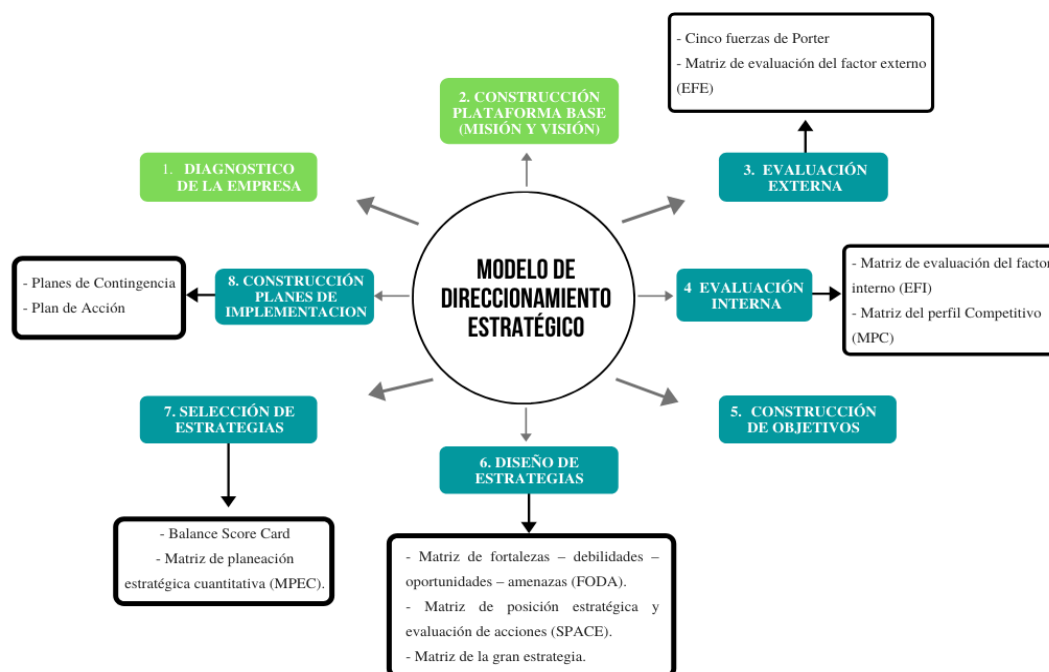 MODELO DE
DIRECCIONAMIENTO
ESTRATÉGICO
1. DIAGNOSTICO
DE LA EMPRESA
2. CONSTRUCCIÓN
PLATAFORMA BASE
(MISIÓN Y VISIÓN)
3. EVALUACIÓN
EXTERNA
- Cinco fuerzas de Porter
- Matriz de evaluación del factor externo
(EFE)
4 EVALUACIÓN
INTERNA
- Matriz de evaluación del factor
interno (EFI)
- Matriz del perfil Competitivo
(MPC)
5. CONSTRUCCIÓN
DE OBJETIVOS
6. DISEÑO DE
ESTRATEGIAS
- Matriz de fortalezas – debilidades –
oportunidades – amenazas (FODA).
- Matriz de posición estratégica y
evaluación de acciones (SPACE).
- Matriz de la gran estrategia.
7. SELECCIÓN DE
ESTRATEGIAS
- Balance Score Card
- Matriz de planeación
estratégica cuantitativa (MPEC).
8. CONSTRUCCIÓN
PLANES DE
IMPLEMENTACION
- Planes de Contingencia
- Plan de Acción